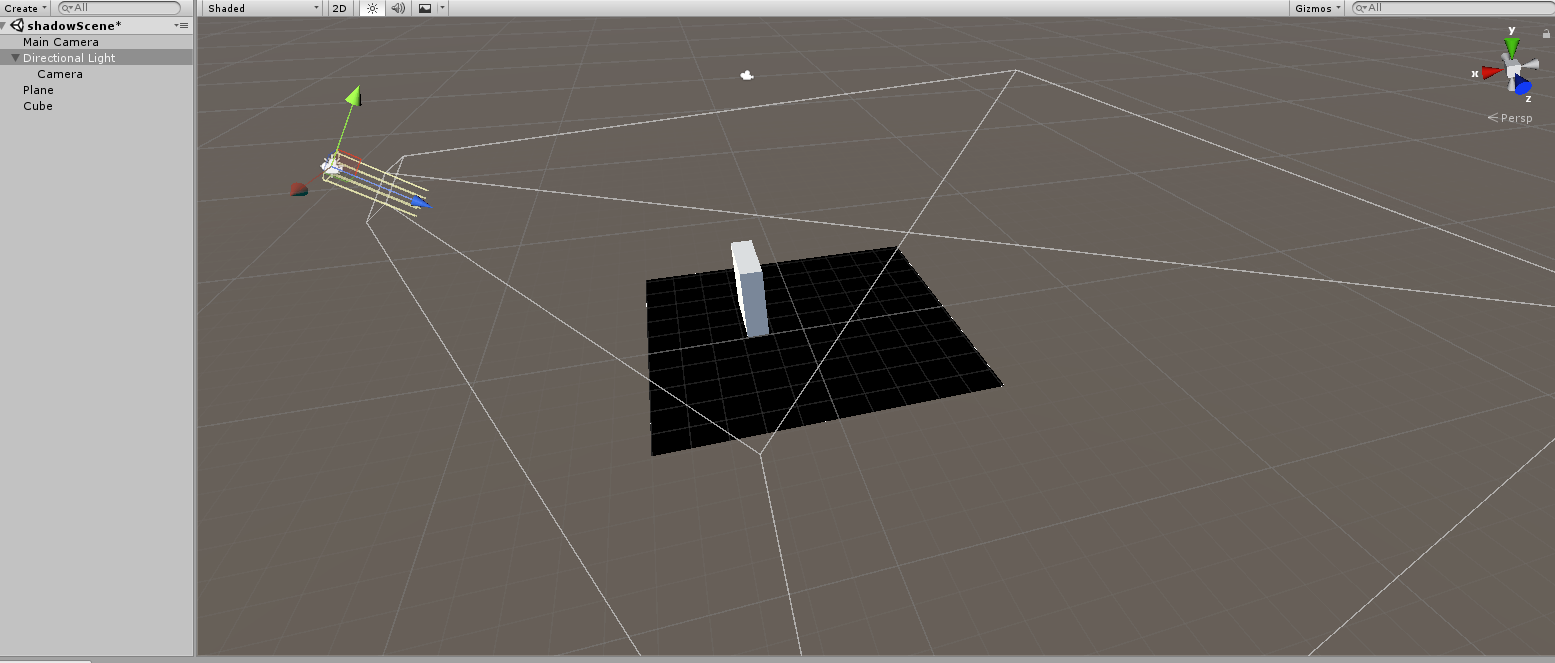 Create All
shadowScene*
Main Camera
Directional Light
Camera
Plane
Cube
Shaded 2D Gizmos All
y
x
z
Persp